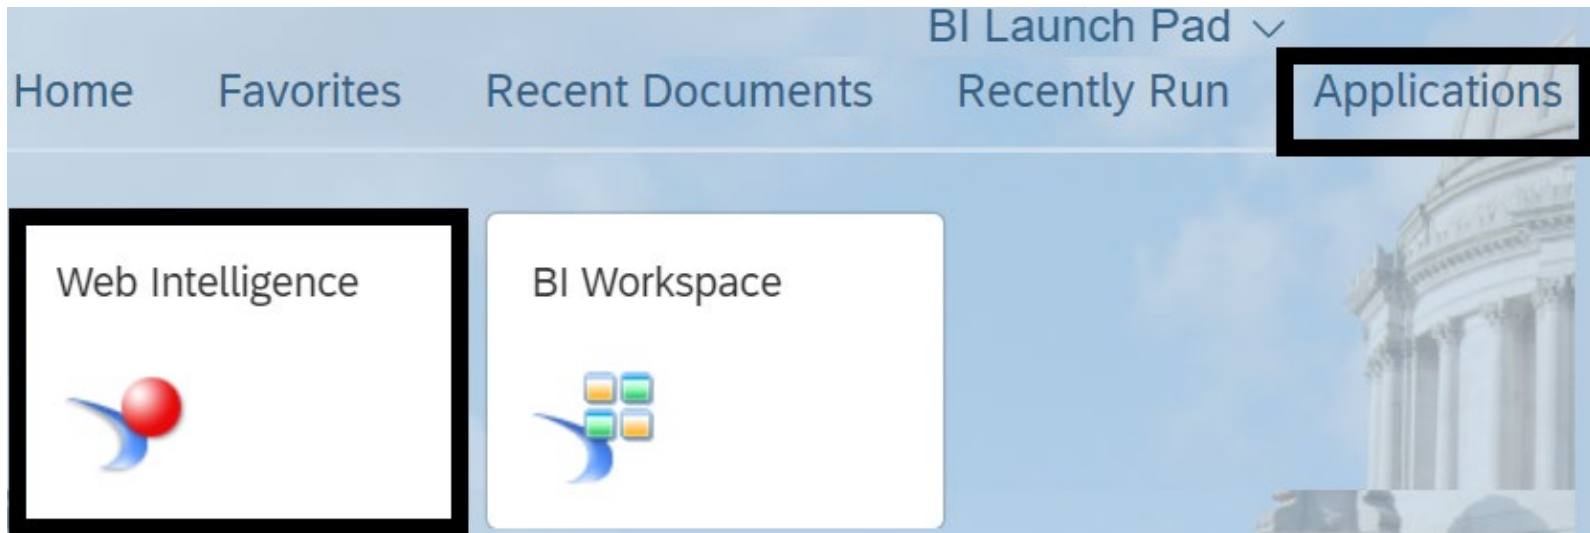 BI Launch Pad
Home Favorites Recent Documents Recently Run Applications
Web Intelligence BI Workspace